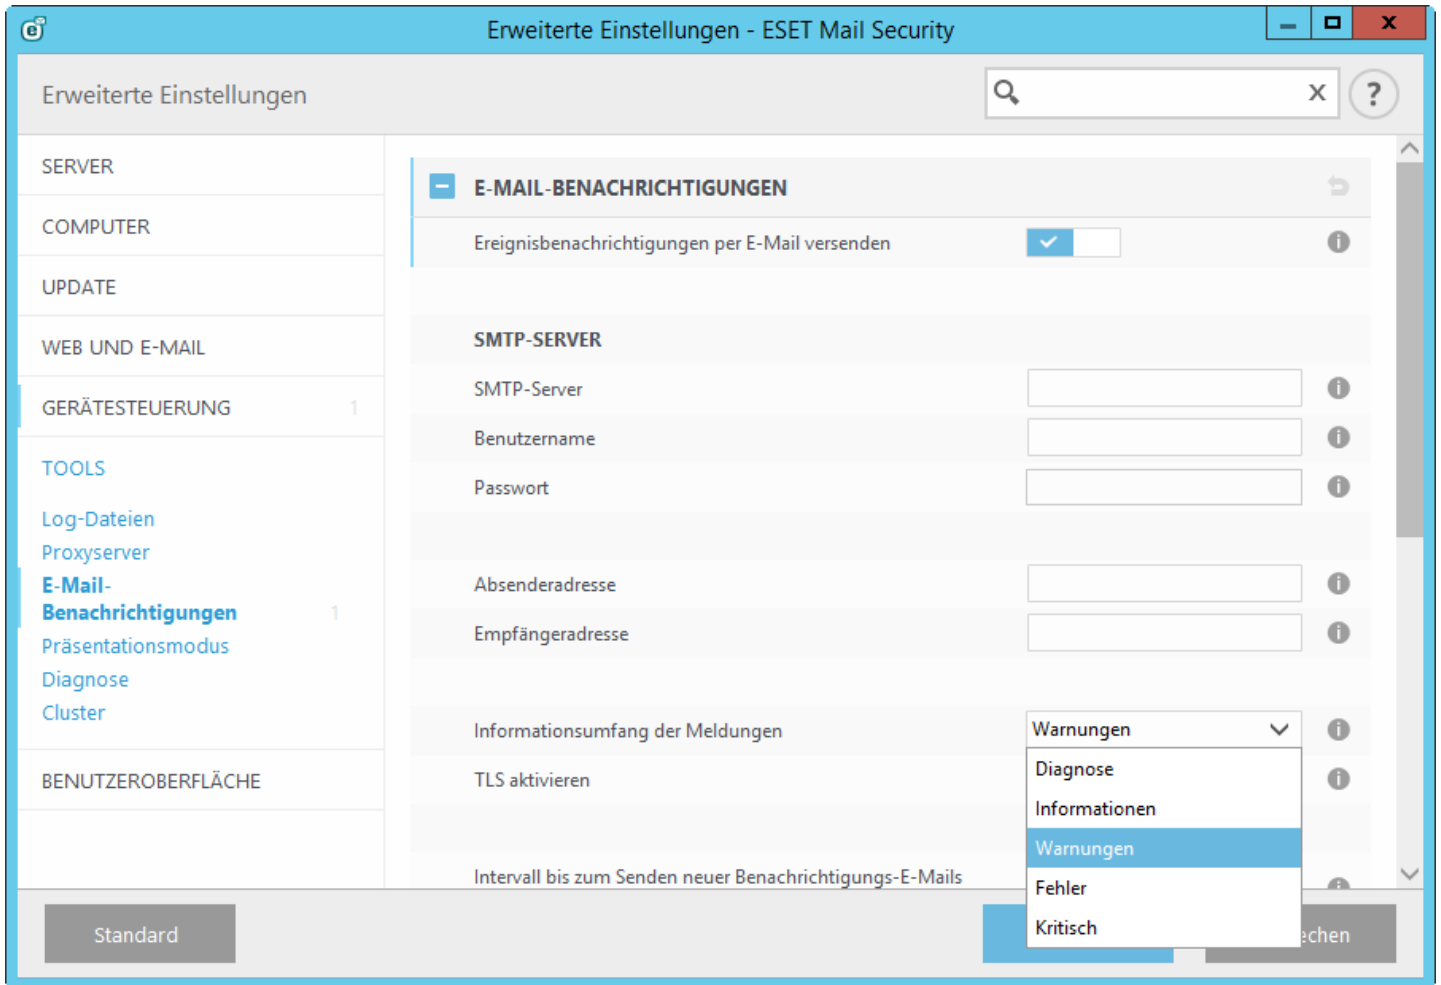 Erweiterte Einstellungen - ESET Mail Security
Erweiterte Einstellungen
x
?
SERVER
COMPUTER
UPDATE
WEB UND E-MAIL
GERÄTESTEUERUNG 1
TOOLS
Log-Dateien
Proxyserver
E-Mail-
Benachrichtigungen 1
Präsentationsmodus
Diagnose
Cluster
BENUTZEROBERFLÄCHE
E-MAIL-BENACHRICHTIGUNGEN
Ereignisbenachrichtigungen per E-Mail versenden
SMTP-SERVER
SMTP-Server
Benutzername
Passwort
Absenderadresse
Empfängeradresse
Informationsumfang der Meldungen Warnungen
TLS aktivieren
Diagnose
Informationen
Warnungen
Fehler
Kritisch
Intervall bis zum Senden neuer Benachrichtigungs-E-Mails
Standard
echen